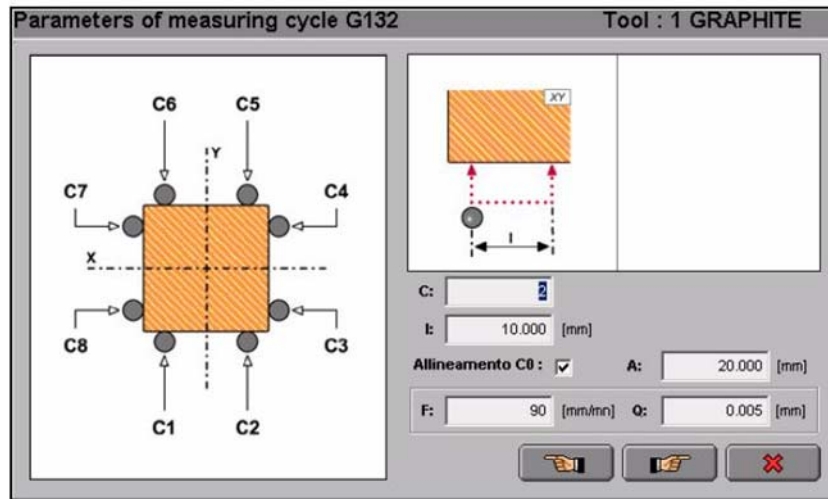 Parameters of measuring cycle G132 Tool : 1 GRAPHITE
C6 C5
Y
C7 C4
X
C8 C3
C1 C2
XY
I
C: 2
I: 10.000 [mm]
Allineamento C0 : A: 20.000 [mm]
F: 90 [mm/mn] Q: 0.005 [mm]